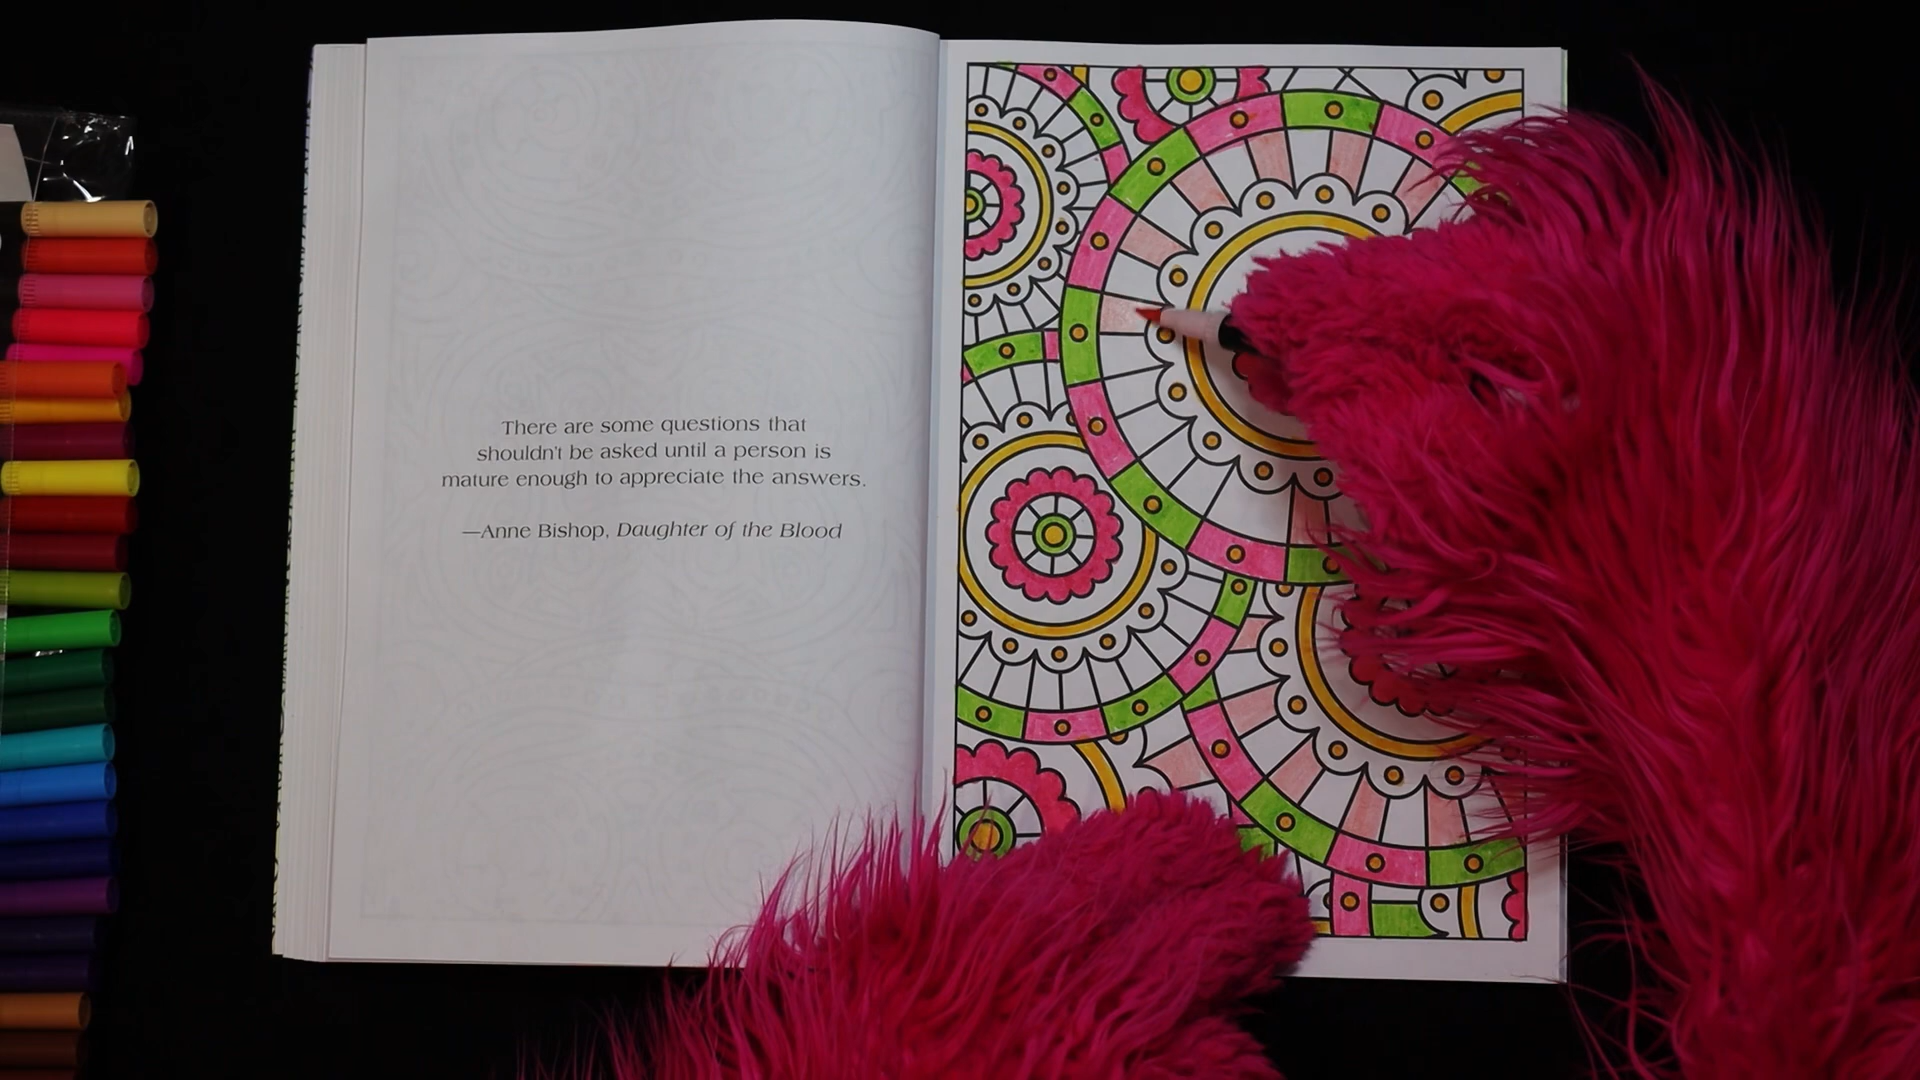 There are some questions that
shouldn't be asked until a person is
mature enough to appreciate the answers.
—Anne Bishop, Daughter of the Blood